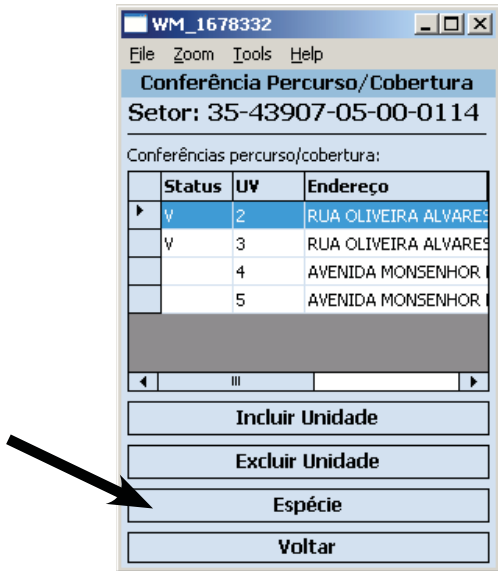 WM_1678332
File Zoom Tools Help
Conferência Percurso/Cobertura
Setor: 35-43907-05-00-0114
Conferências percurso/cobertura:
Status UV Endereço
V 2 RUA OLIVEIRA ALVARES
V 3 RUA OLIVEIRA ALVARES
4 AVENIDA MONSENHOR
5 AVENIDA MONSENHOR
Incluir Unidade
Excluir Unidade
Espécie
Voltar